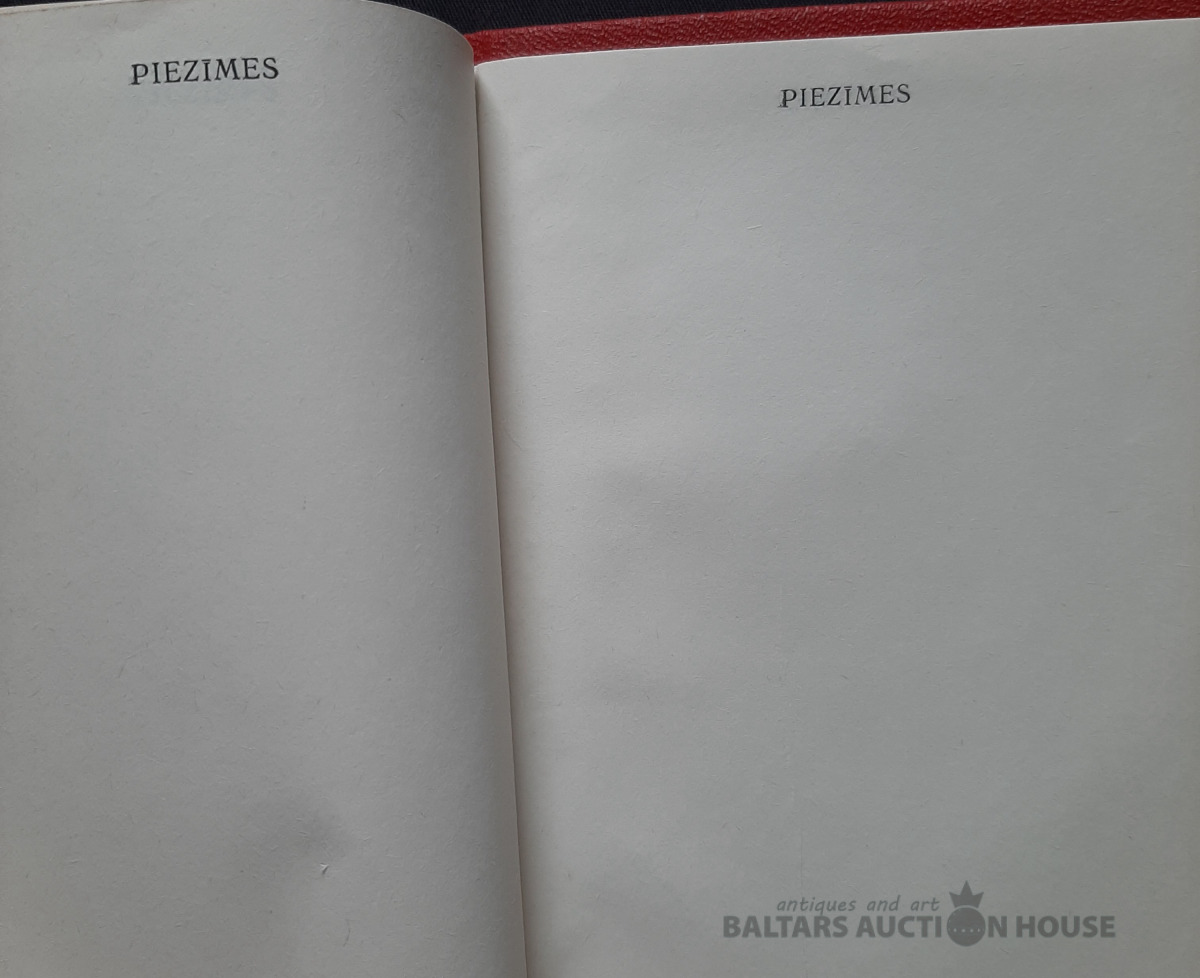 PIEZĪMES
PIEZĪMES
antiques and art
BALTARS AUCTION HOUSE